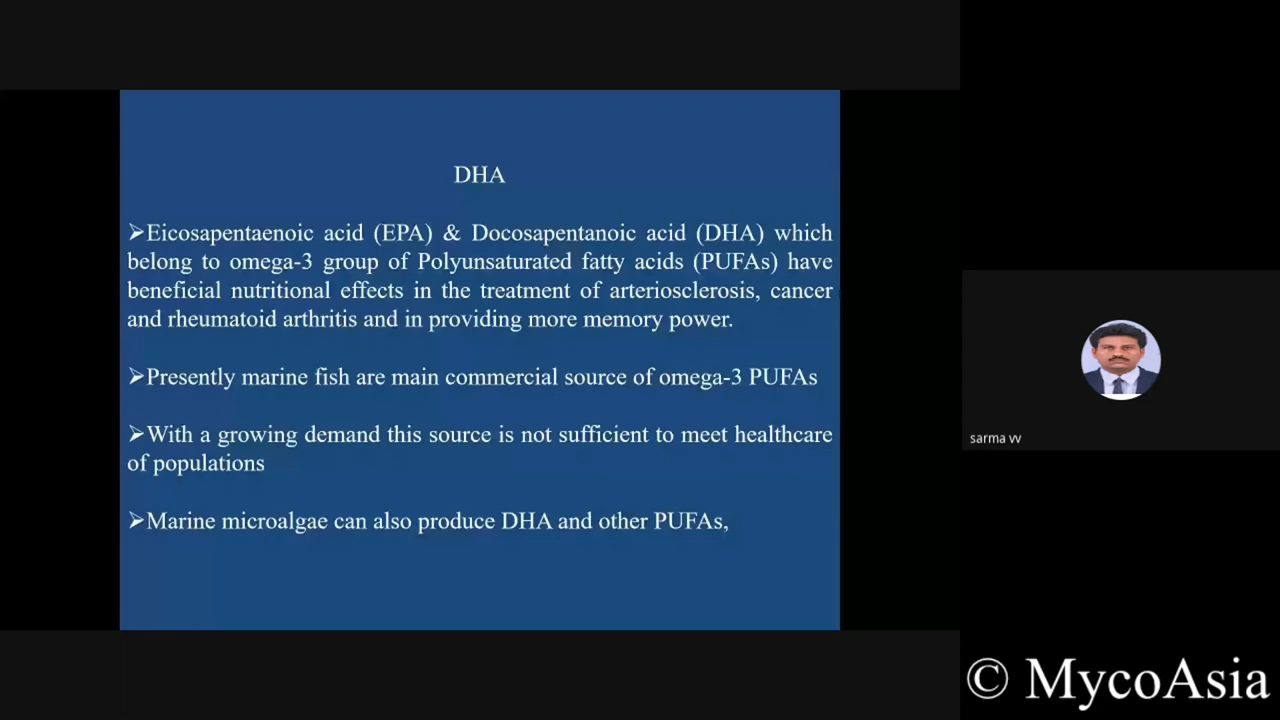 DHA
➢Eicosapentaenoic acid (EPA) & Docosapentanoic acid (DHA) which
belong to omega-3 group of Polyunsaturated fatty acids (PUFAs) have
beneficial nutritional effects in the treatment of arteriosclerosis, cancer
and rheumatoid arthritis and in providing more memory power.
➢Presently marine fish are main commercial source of omega-3 PUFAs
➢With a growing demand this source is not sufficient to meet healthcare
of populations
➢Marine microalgae can also produce DHA and other PUFAs,
sarma vv
© MycoAsia